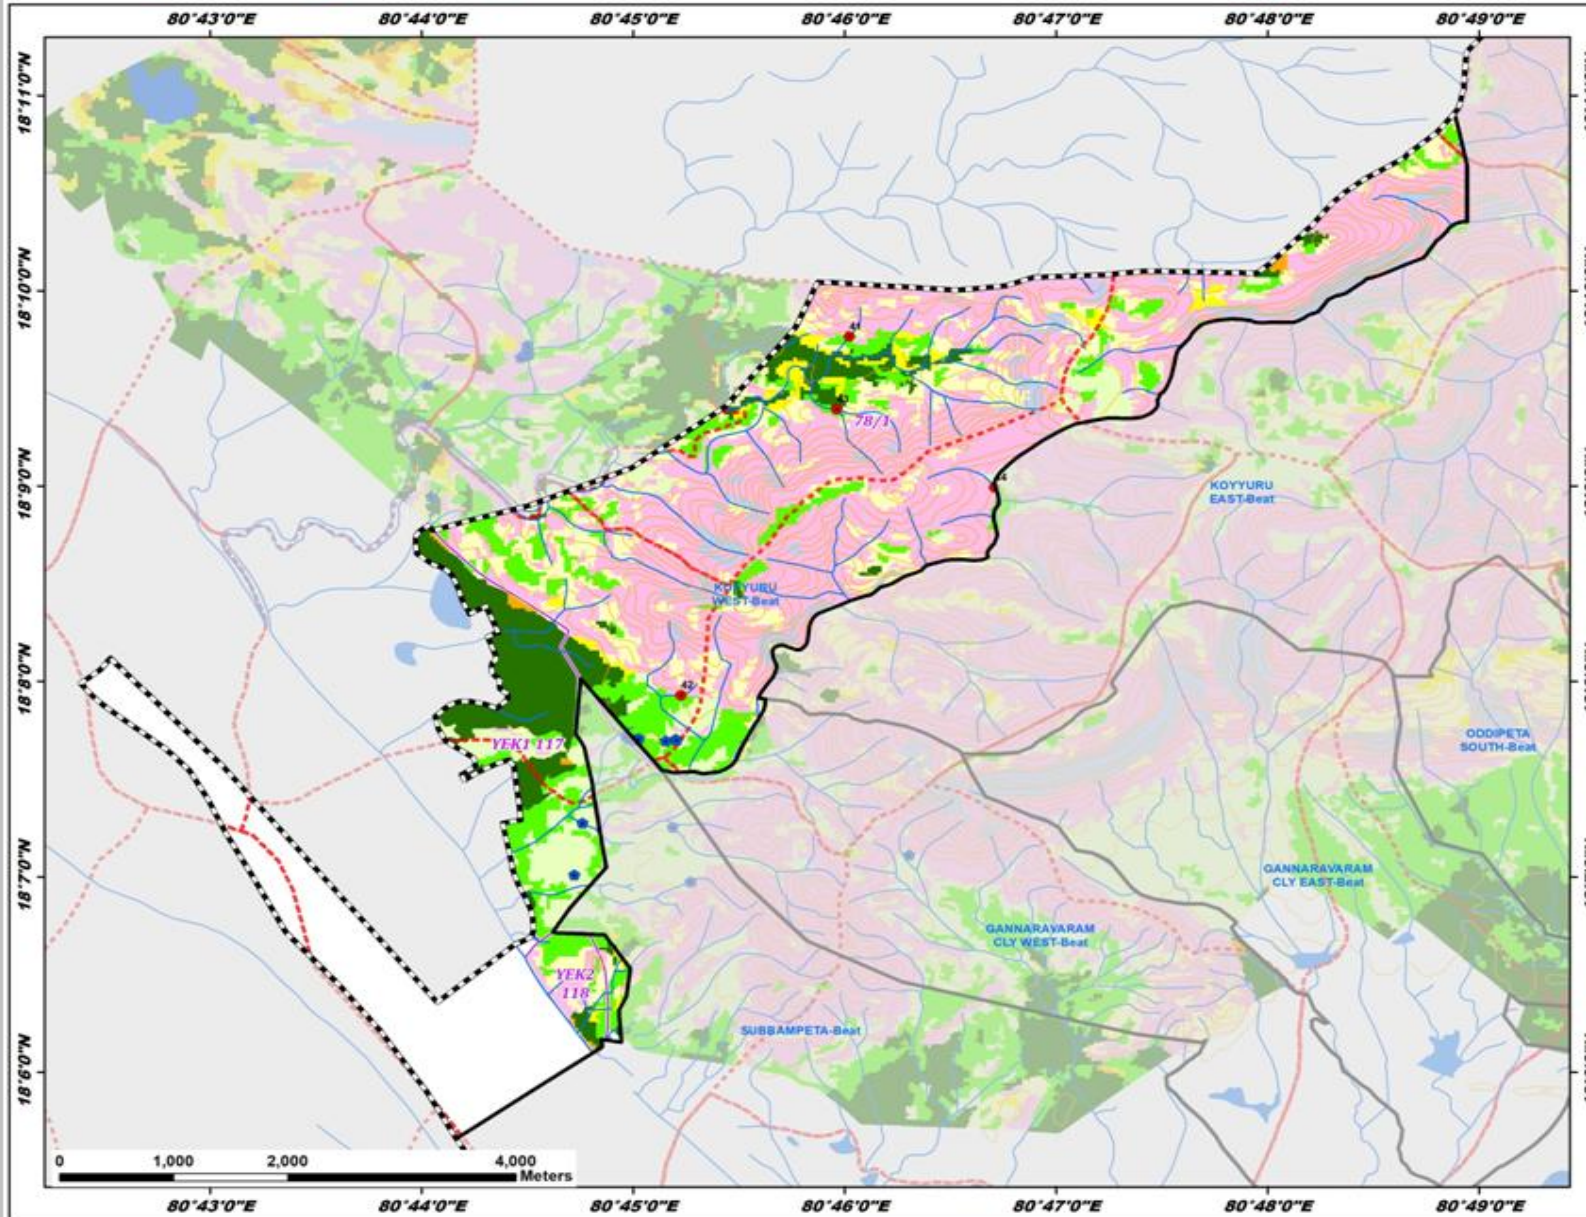 80°43'0"E 80°44'0"E 80°45'0"E 80°46'0"E 80°47'0"E 80°48'0"E 80°49'0"E
18°11'0"N
18°10'0"N
41
43
78/1
18°9'0"N
KOYYURU
EAST-Beat
KOYYURU
WEST-Beat
18°8'0"N
42
YEK1 117
ODDIPETA
SOUTH-Beat
18°7'0"N
GANNARAVARAM
CLY EAST-Beat
GANNARAVARAM
CLY WEST-Beat
YEK2
118
SUBBAMPETA-Beat
18°6'0"N
0 1,000 2,000 4,000
Meters
80°43'0"E 80°44'0"E 80°45'0"E 80°46'0"E 80°47'0"E 80°48'0"E 80°49'0"E